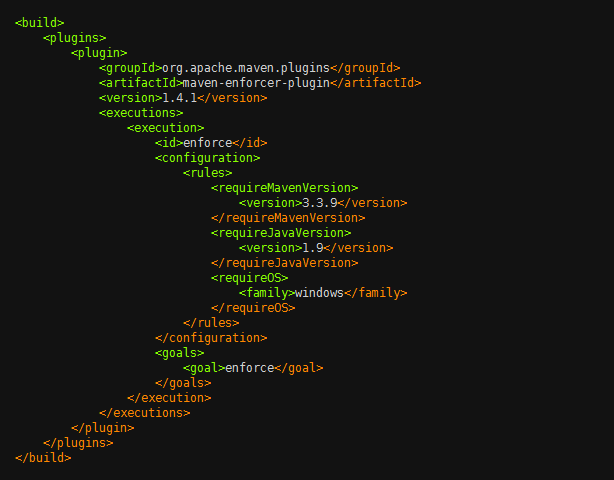 <build>
<plugins>
<plugin>
<groupId>org.apache.maven.plugins</groupId>
<artifactId>maven-enforcer-plugin</artifactId>
<version>1.4.1</version>
<executions>
<execution>
<id>enforce</id>
<configuration>
<rules>
<requireMavenVersion>
<version>3.3.9</version>
</requireMavenVersion>
<requireJavaVersion>
<version>1.9</version>
</requireJavaVersion>
<requireOS>
<family>windows</family>
</requireOS>
</rules>
</configuration>
<goals>
<goal>enforce</goal>
</goals>
</execution>
</executions>
</plugin>
</plugins>
</build>